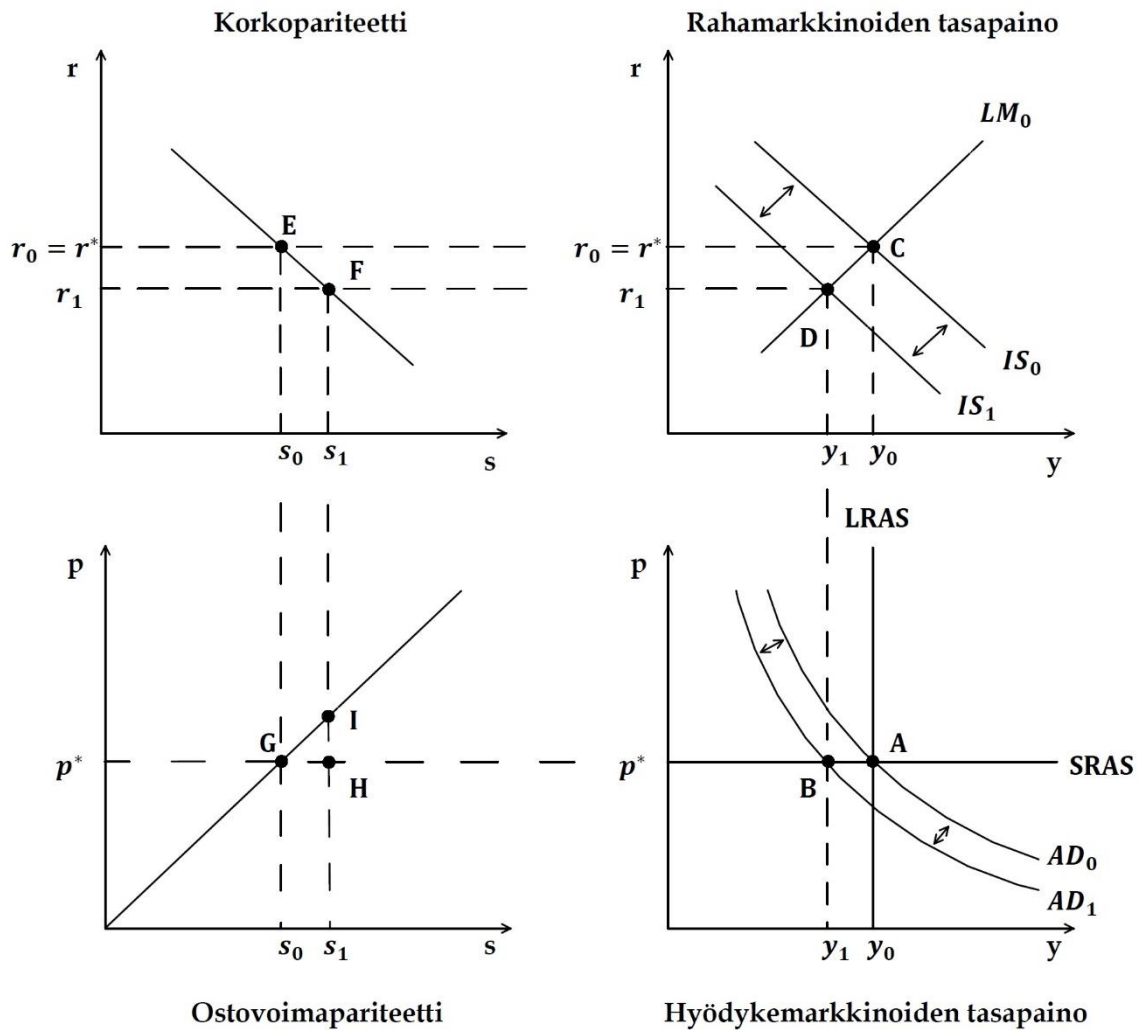 Korkopariteetti
r
r₀ = r*
r₁
E
F
s₀ s₁
s
Rahamarkkinoiden tasapaino
r
LM₀
r₀ = r*
r₁
C
D
IS₀
IS₁
y₁ y₀
y
p
p*
G
I
H
s₀ s₁
s
Ostovoimapariteetti
LRAS
p
p*
A
B
SRAS
AD₀
AD₁
y₁ y₀
y
Hyödykemarkkinoiden tasapaino